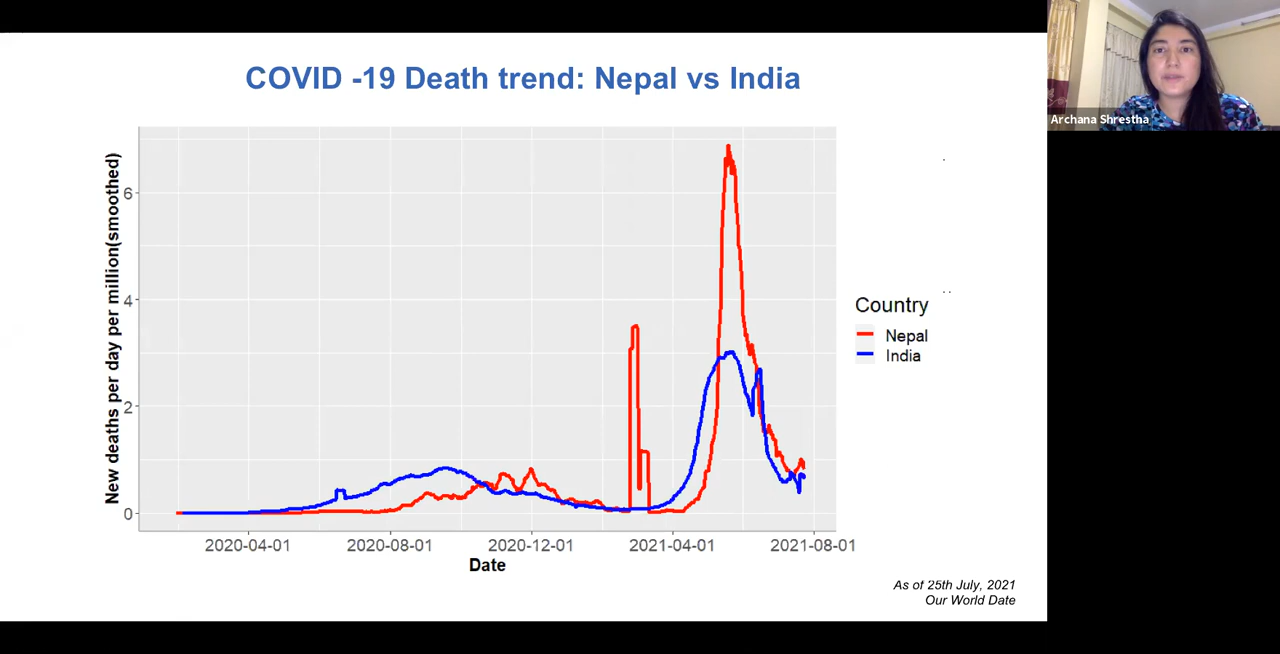 COVID -19 Death trend: Nepal vs India
Archana Shrestha
New deaths per day per million(smoothed)
6
4
2
0
2020-04-01 2020-08-01 2020-12-01 2021-04-01 2021-08-01
Date
Country
Nepal
India
As of 25th July, 2021
Our World Date